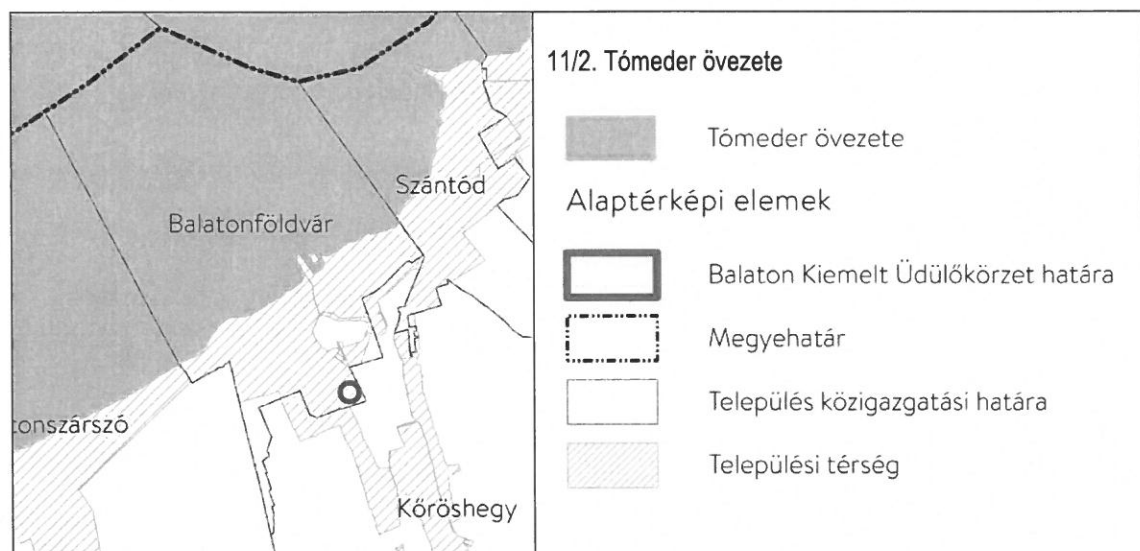 11/2. Tómeder övezete
Tómeder övezete
Alaptérképi elemek
Balaton Kiemelt Üdülőkörzet határa
Megyehatár
Település közigazgatási határa
Települési térség
Szántód
Balatonföldvár
tonszárszó
Kőröshegy